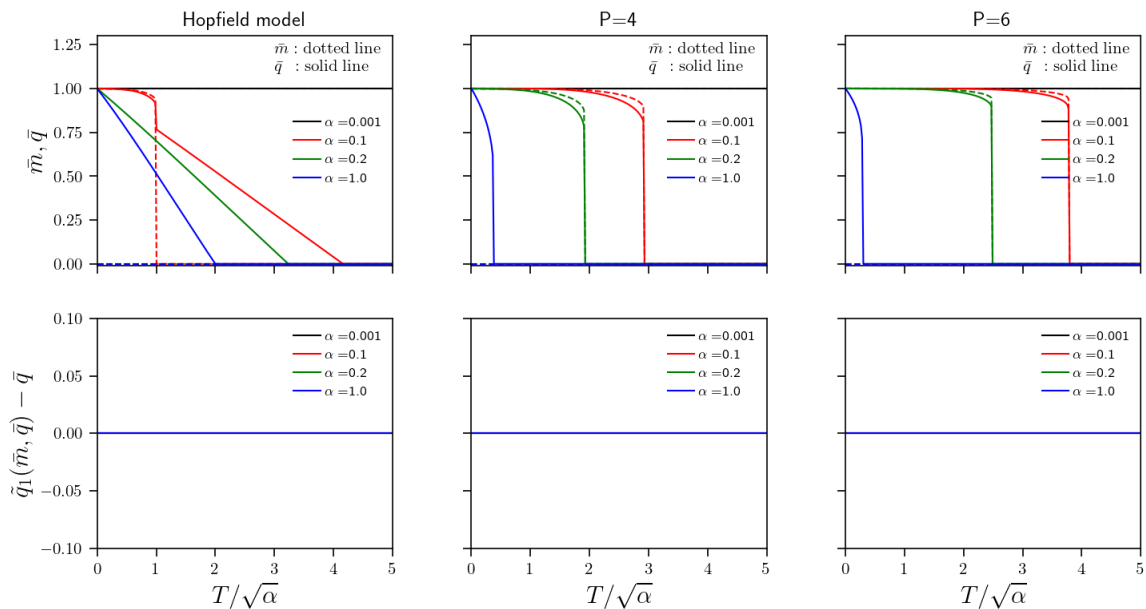 Hopfield model
P=4
P=6
m̄, q̄
1.25
1.00
0.75
0.50
0.25
0.00
m̄ : dotted line
q̄ : solid line
α =0.001
α =0.1
α =0.2
α =1.0
m̄ : dotted line
q̄ : solid line
α =0.001
α =0.1
α =0.2
α =1.0
m̄ : dotted line
q̄ : solid line
α =0.001
α =0.1
α =0.2
α =1.0
q̃₁(m̄, q̄) − q̄
0.10
0.05
0.00
−0.05
−0.10
α =0.001
α =0.1
α =0.2
α =1.0
α =0.001
α =0.1
α =0.2
α =1.0
α =0.001
α =0.1
α =0.2
α =1.0
0 1 2 3 4 5
0 1 2 3 4 5
0 1 2 3 4 5
T/√α
T/√α
T/√α